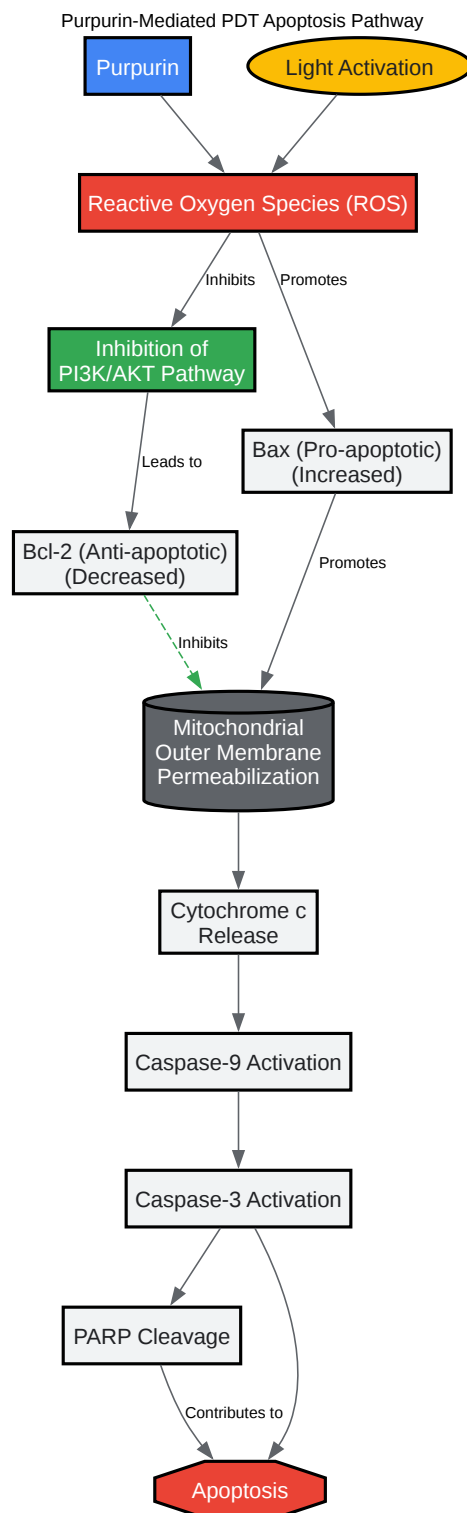 Purpurin-Mediated PDT Apoptosis Pathway
Purpurin
Light Activation
Reactive Oxygen Species (ROS)
Inhibits
Promotes
Inhibition of
PI3K/AKT Pathway
Bax (Pro-apoptotic)
(Increased)
Leads to
Bcl-2 (Anti-apoptotic)
(Decreased)
Promotes
Inhibits
Mitochondrial
Outer Membrane
Permeabilization
Cytochrome c
Release
Caspase-9 Activation
Caspase-3 Activation
PARP Cleavage
Contributes to
Apoptosis